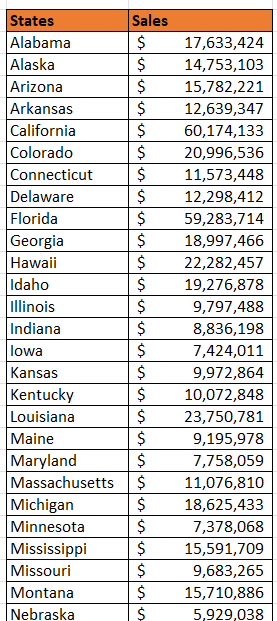 States Sales
Alabama $ 17,633,424
Alaska $ 14,753,103
Arizona $ 15,782,221
Arkansas $ 12,639,347
California $ 60,174,133
Colorado $ 20,996,536
Connecticut $ 11,573,448
Delaware $ 12,298,412
Florida $ 59,283,714
Georgia $ 18,997,466
Hawaii $ 22,282,457
Idaho $ 19,276,878
Illinois $ 9,797,488
Indiana $ 8,836,198
Iowa $ 7,424,011
Kansas $ 9,972,864
Kentucky $ 10,072,848
Louisiana $ 23,750,781
Maine $ 9,195,978
Maryland $ 7,758,059
Massachusetts $ 11,076,810
Michigan $ 18,625,433
Minnesota $ 7,378,068
Mississippi $ 15,591,709
Missouri $ 9,683,265
Montana $ 15,710,886
Nebraska $ 5,929,038